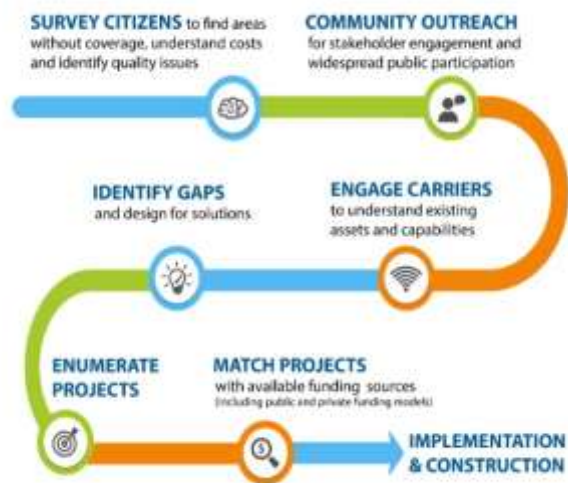 SURVEY CITIZENS to find areas
without coverage, understand costs
and identify quality issues
COMMUNITY OUTREACH
for stakeholder engagement and
widespread public participation
ENGAGE CARRIERS
to understand existing
assets and capabilities
IDENTIFY GAPS
and design for solutions
ENUMERATE
PROJECTS
MATCH PROJECTS
with available funding sources
(including public and private funding models)
$
IMPLEMENTATION
& CONSTRUCTION